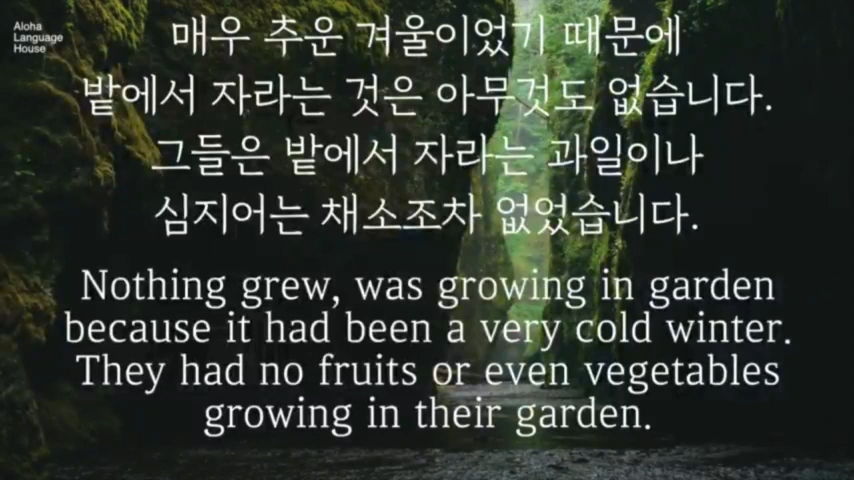 Aloha
Language
House
매우 추운 겨울이었기 때문에
밭에서 자라는 것은 아무것도 없습니다.
그들은 밭에서 자라는 과일이나
심지어는 채소조차 없었습니다.
Nothing grew, was growing in garden
because it had been a very cold winter.
They had no fruits or even vegetables
growing in their garden.